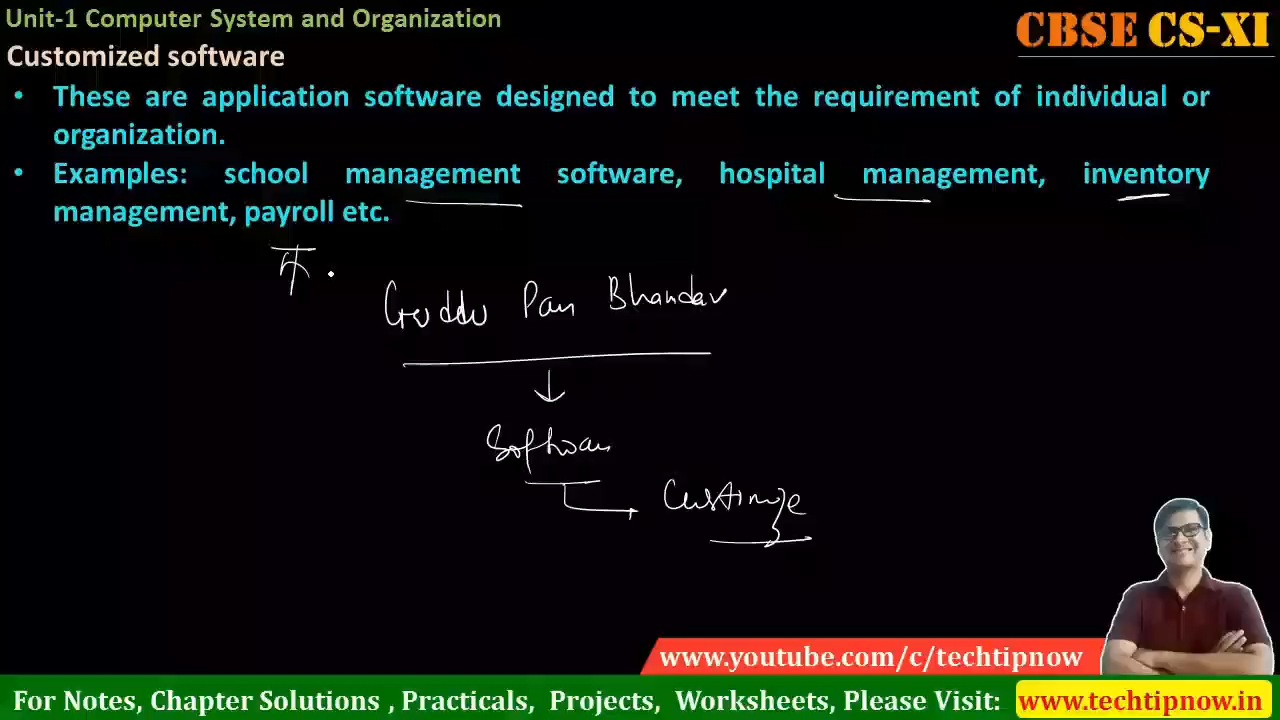 Unit-1 Computer System and Organization
CBSE CS-XI
Customized software
• These are application software designed to meet the requirement of individual or
organization.
• Examples: school management software, hospital management, inventory
management, payroll etc.
Guddu Pan Bhandar
Software
Custimize
www.youtube.com/c/techtipnow
For Notes, Chapter Solutions , Practicals, Projects, Worksheets, Please Visit: www.techtipnow.in